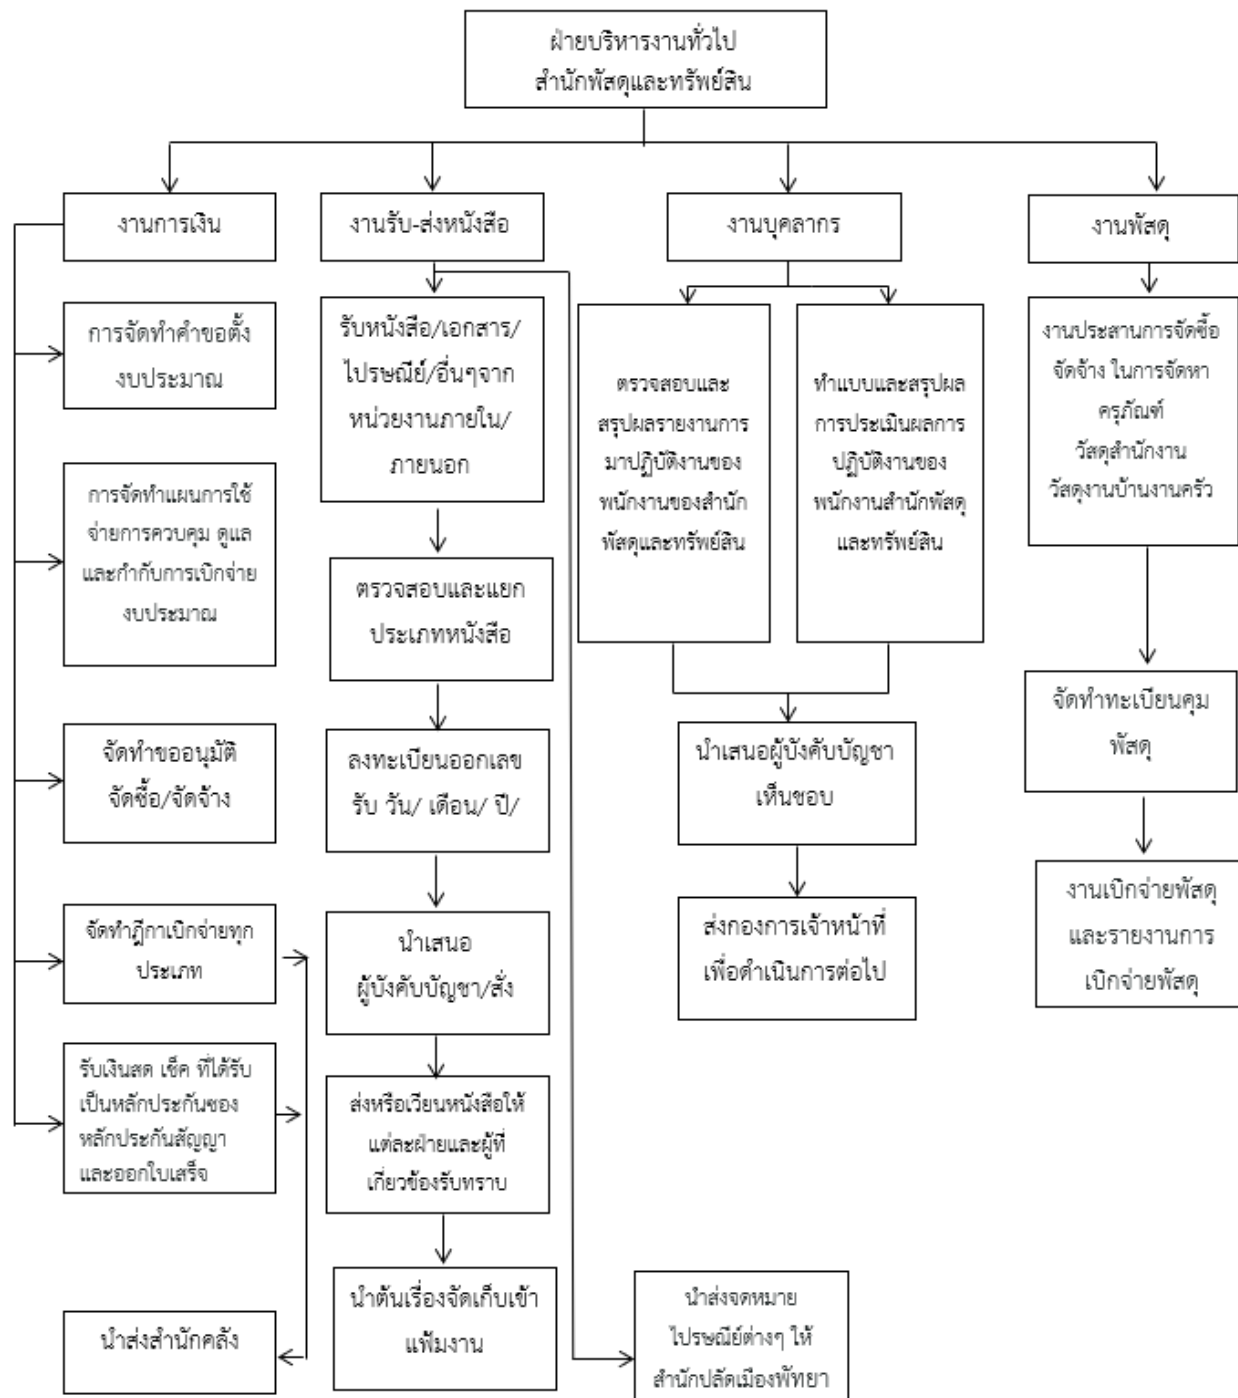 ฝ่ายบริหารงานทั่วไป
สำนักพัสดุและทรัพย์สิน
งานการเงิน
การจัดทำคำขอตั้ง
งบประมาณ
การจัดทำแผนการใช้
จ่ายการควบคุม ดูแล
และกำกับการเบิกจ่าย
งบประมาณ
จัดทำขออนุมัติ
จัดซื้อ/จัดจ้าง
จัดทำฎีกาเบิกจ่ายทุก
ประเภท
รับเงินสด เช็ค ที่ได้รับ
เป็นหลักประกันซอง
หลักประกันสัญญา
และออกใบเสร็จ
นำส่งสำนักคลัง
งานรับ-ส่งหนังสือ
รับหนังสือ/เอกสาร/
ไปรษณีย์/อื่นๆจาก
หน่วยงานภายใน/
ภายนอก
ตรวจสอบและแยก
ประเภทหนังสือ
ลงทะเบียนออกเลข
รับ วัน/ เดือน/ ปี/
นำเสนอ
ผู้บังคับบัญชา/สั่ง
ส่งหรือเวียนหนังสือให้
แต่ละฝ่ายและผู้ที่
เกี่ยวข้องรับทราบ
นำต้นเรื่องจัดเก็บเข้า
แฟ้มงาน
นำส่งจดหมาย
ไปรษณีย์ต่างๆ ให้
สำนักปลัดเมืองพัทยา
งานบุคลากร
ตรวจสอบและ
สรุปผลรายงานการ
มาปฏิบัติงานของ
พนักงานของสำนัก
พัสดุและทรัพย์สิน
ทำแบบและสรุปผล
การประเมินผลการ
ปฏิบัติงานของ
พนักงานสำนักพัสดุ
และทรัพย์สิน
นำเสนอผู้บังคับบัญชา
เห็นชอบ
ส่งกองการเจ้าหน้าที่
เพื่อดำเนินการต่อไป
งานพัสดุ
งานประสานการจัดซื้อ
จัดจ้าง ในการจัดหา
ครุภัณฑ์
วัสดุสำนักงาน
วัสดุงานบ้านงานครัว
จัดทำทะเบียนคุม
พัสดุ
งานเบิกจ่ายพัสดุ
และรายงานการ
เบิกจ่ายพัสดุ